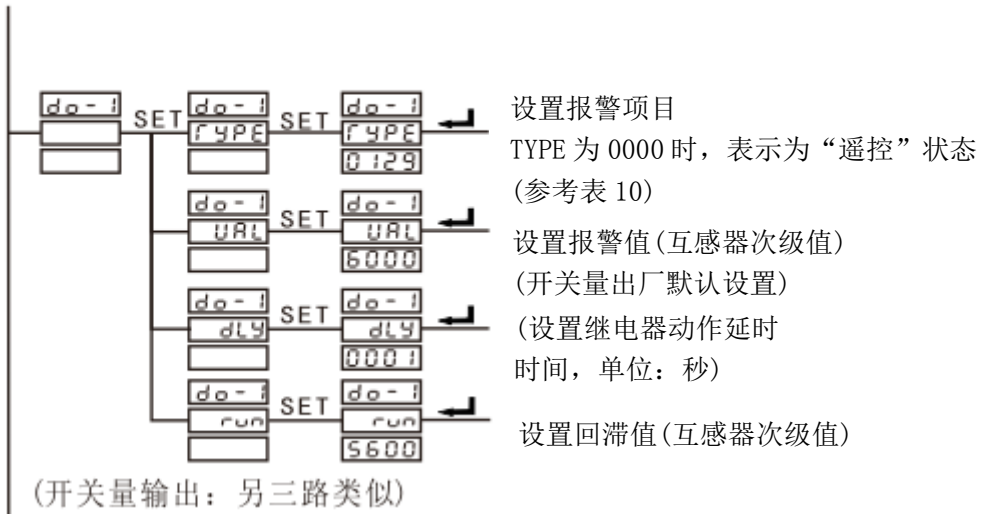 do-1 SET do-1 SET do-1 设置报警项目
TYPE TYPE TYPE 为 0000 时，表示为“遥控”状态
0129 (参考表 10)
do-1 SET do-1 设置报警值(互感器次级值)
UAL UAL (开关量出厂默认设置)
6000
do-1 SET do-1 (设置继电器动作延时
dLY dLY 时间，单位：秒)
0001
do-1 SET do-1 设置回滞值(互感器次级值)
run run
5600
(开关量输出：另三路类似)